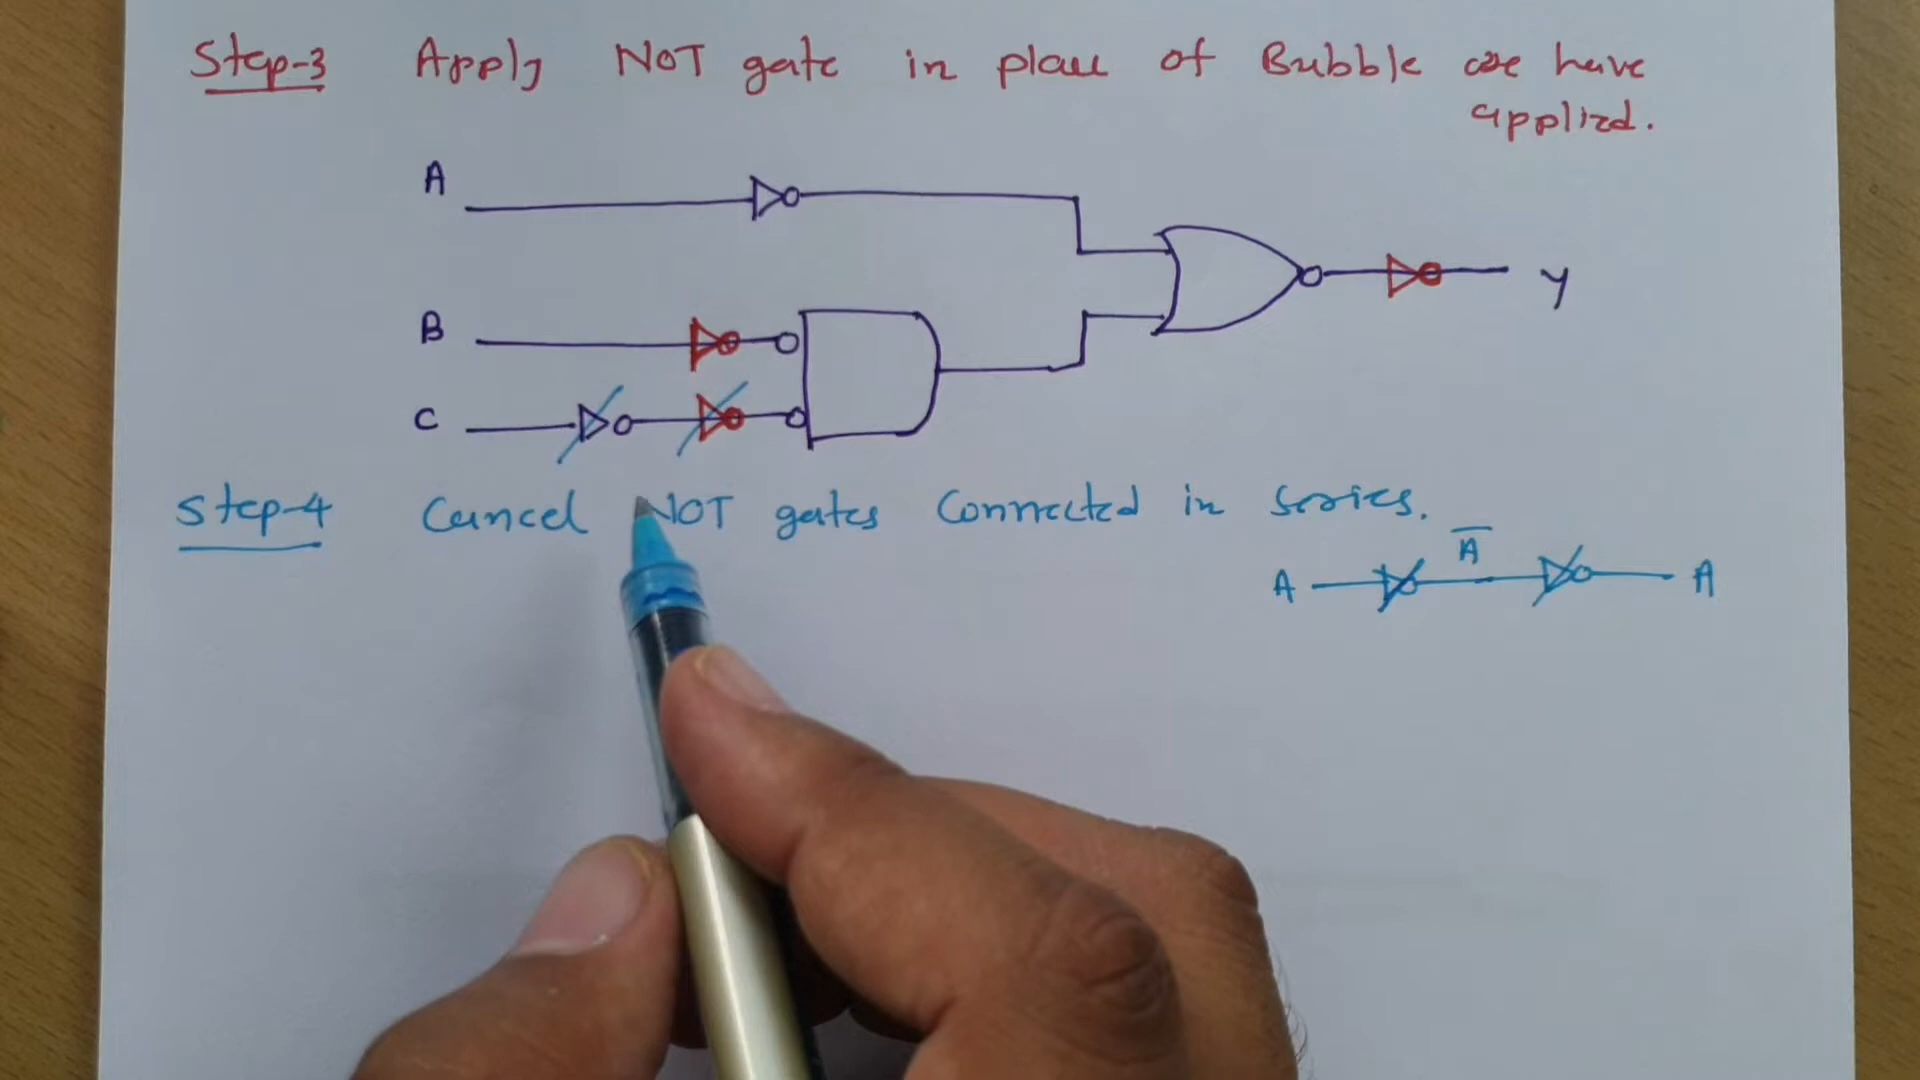 Step-3 Apply NOT gate in place of Bubble we have
applied.
A
B
C
Y
Step-4 Cancel NOT gates Connected in series.
A A̅ A